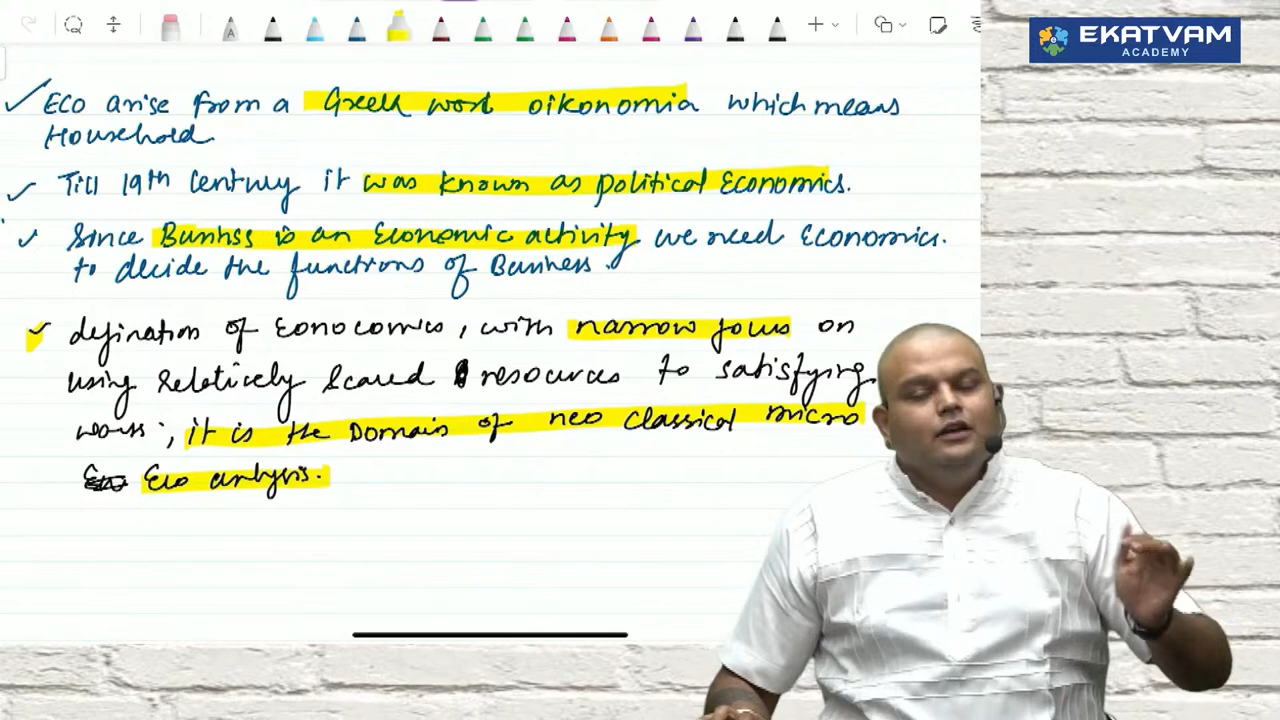 EKATVAM
ACADEMY
Eco arise from a Greek word oikonomia which means
Household.
Till 19th Century it was known as political Economics.
Since Business is an Economic activity we need Economics.
to decide the functions of Business.
defination of Econocomics, with narrow focus on
using Relatively Scared resources to satisfying
wants;, it is the Domain of neo classical micro
Eco anlysis.